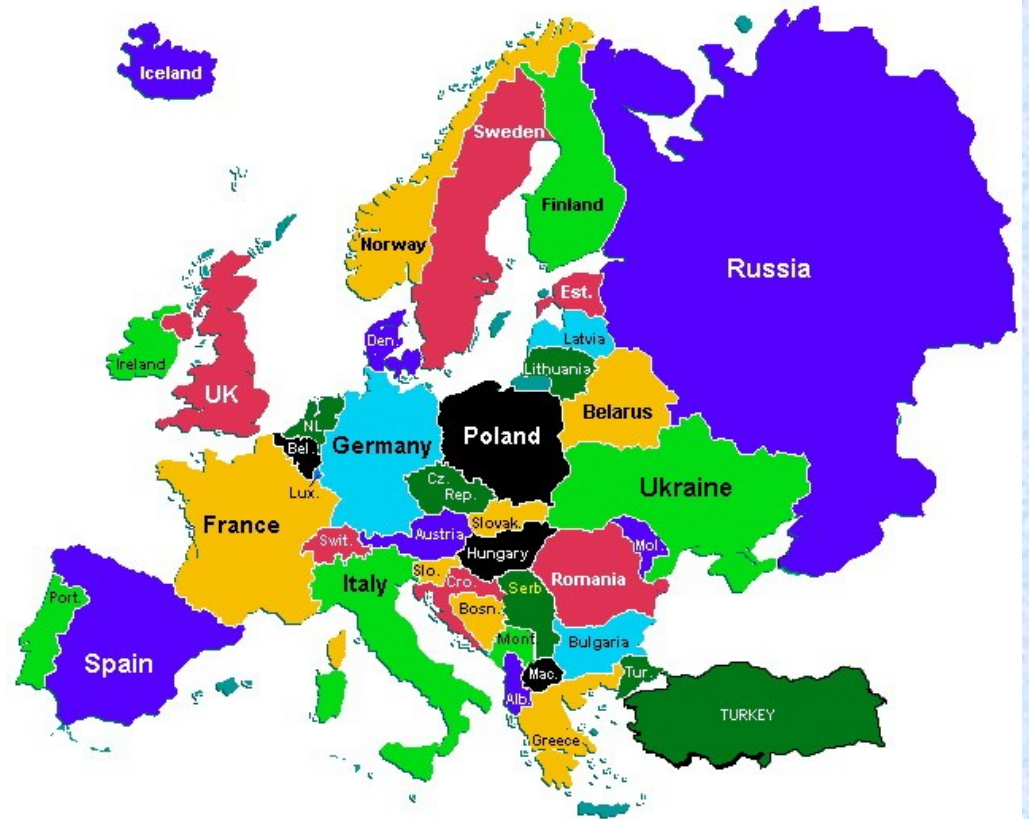 Iceland
Sweden
Finland
Norway
Russia
Est.
Den.
Latvia
Ireland
Lithuania
UK
Belarus
NL
Poland
Germany
Bel.
Cz.
Rep.
Ukraine
Lux.
France
Slovak.
Austria
Swit.
Mol.
Hungary
Slo.
Italy
Cro.
Romania
Serb
Port.
Bosn.
Mont
Bulgaria
Spain
Mac.
Tur.
Alb.
TURKEY
Greece